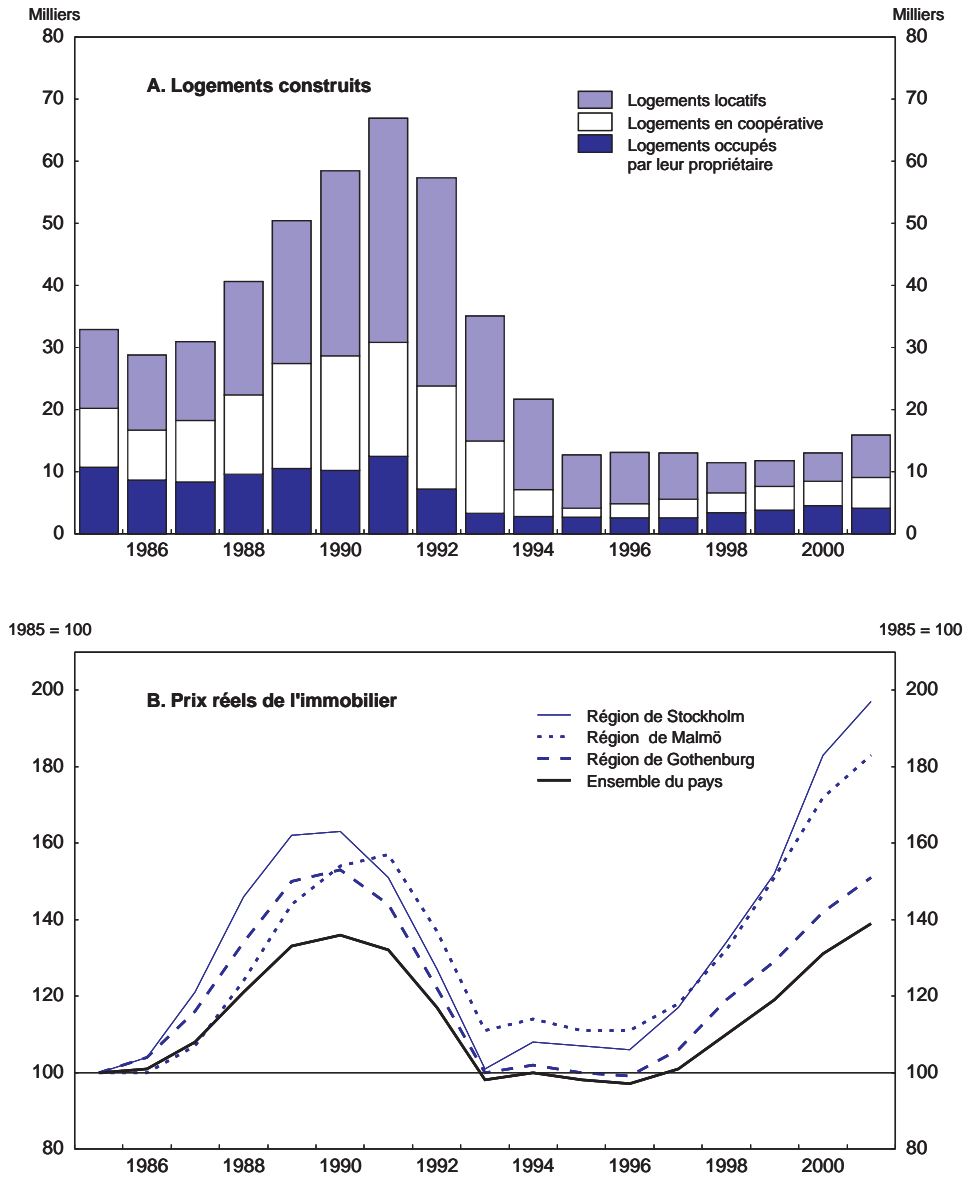 Milliers Milliers
80 80
A. Logements construits
70 70
Logements locatifs
Logements en coopérative
Logements occupés
par leur propriétaire
60 60
50 50
40 40
30 30
20 20
10 10
0 0
1986 1988 1990 1992 1994 1996 1998 2000
1985 = 100 1985 = 100
200 200
B. Prix réels de l'immobilier
Région de Stockholm
Région de Malmö
Région de Gothenburg
Ensemble du pays
180 180
160 160
140 140
120 120
100 100
80 80
1986 1988 1990 1992 1994 1996 1998 2000